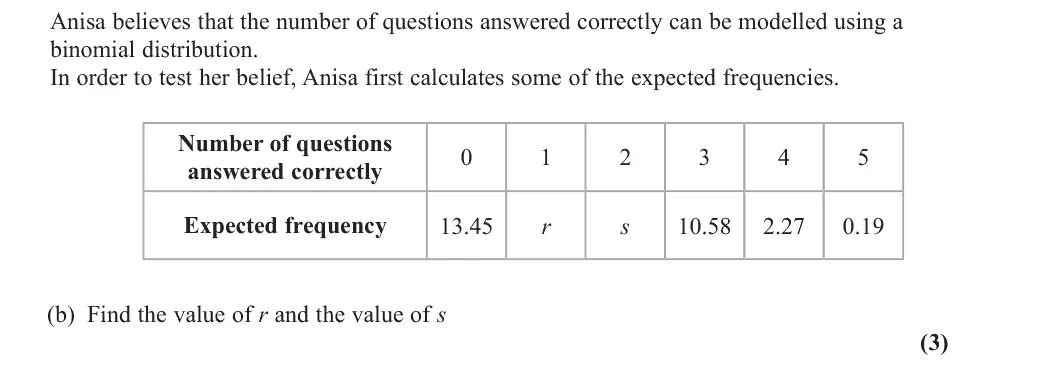 Anisa believes that the number of questions answered correctly can be modelled using a
binomial distribution.
In order to test her belief, Anisa first calculates some of the expected frequencies.
Number of questions
answered correctly 0 1 2 3 4 5
Expected frequency 13.45 r s 10.58 2.27 0.19
(b) Find the value of r and the value of s
(3)